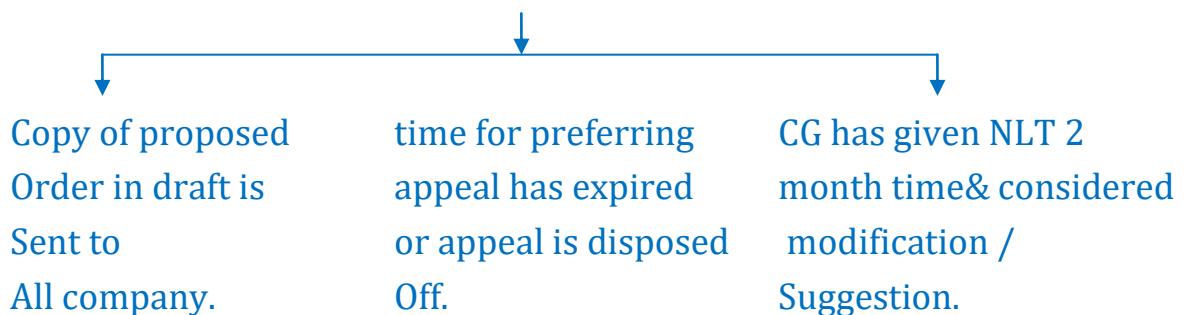 Copy of proposed
Order in draft is
Sent to
All company.
time for preferring
appeal has expired
or appeal is disposed
Off.
CG has given NLT 2
month time& considered
modification /
Suggestion.